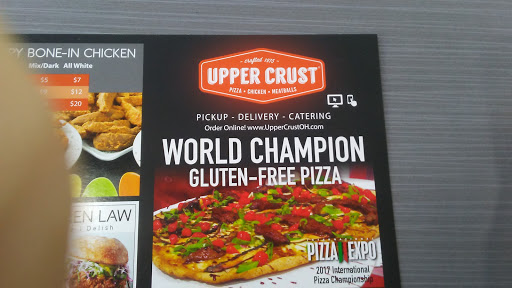 PY BONE-IN CHICKEN
Mix/Dark All White
$5 $7
$12
$20
EN LAW
Delish
crafted 2015
UPPER CRUST
PIZZA • CHICKEN • MEATBALLS
PICKUP - DELIVERY - CATERING
Order Online! www.UpperCrustOH.com
WORLD CHAMPION
GLUTEN-FREE PIZZA
PIZZA EXPO
2017 International
Pizza Championship